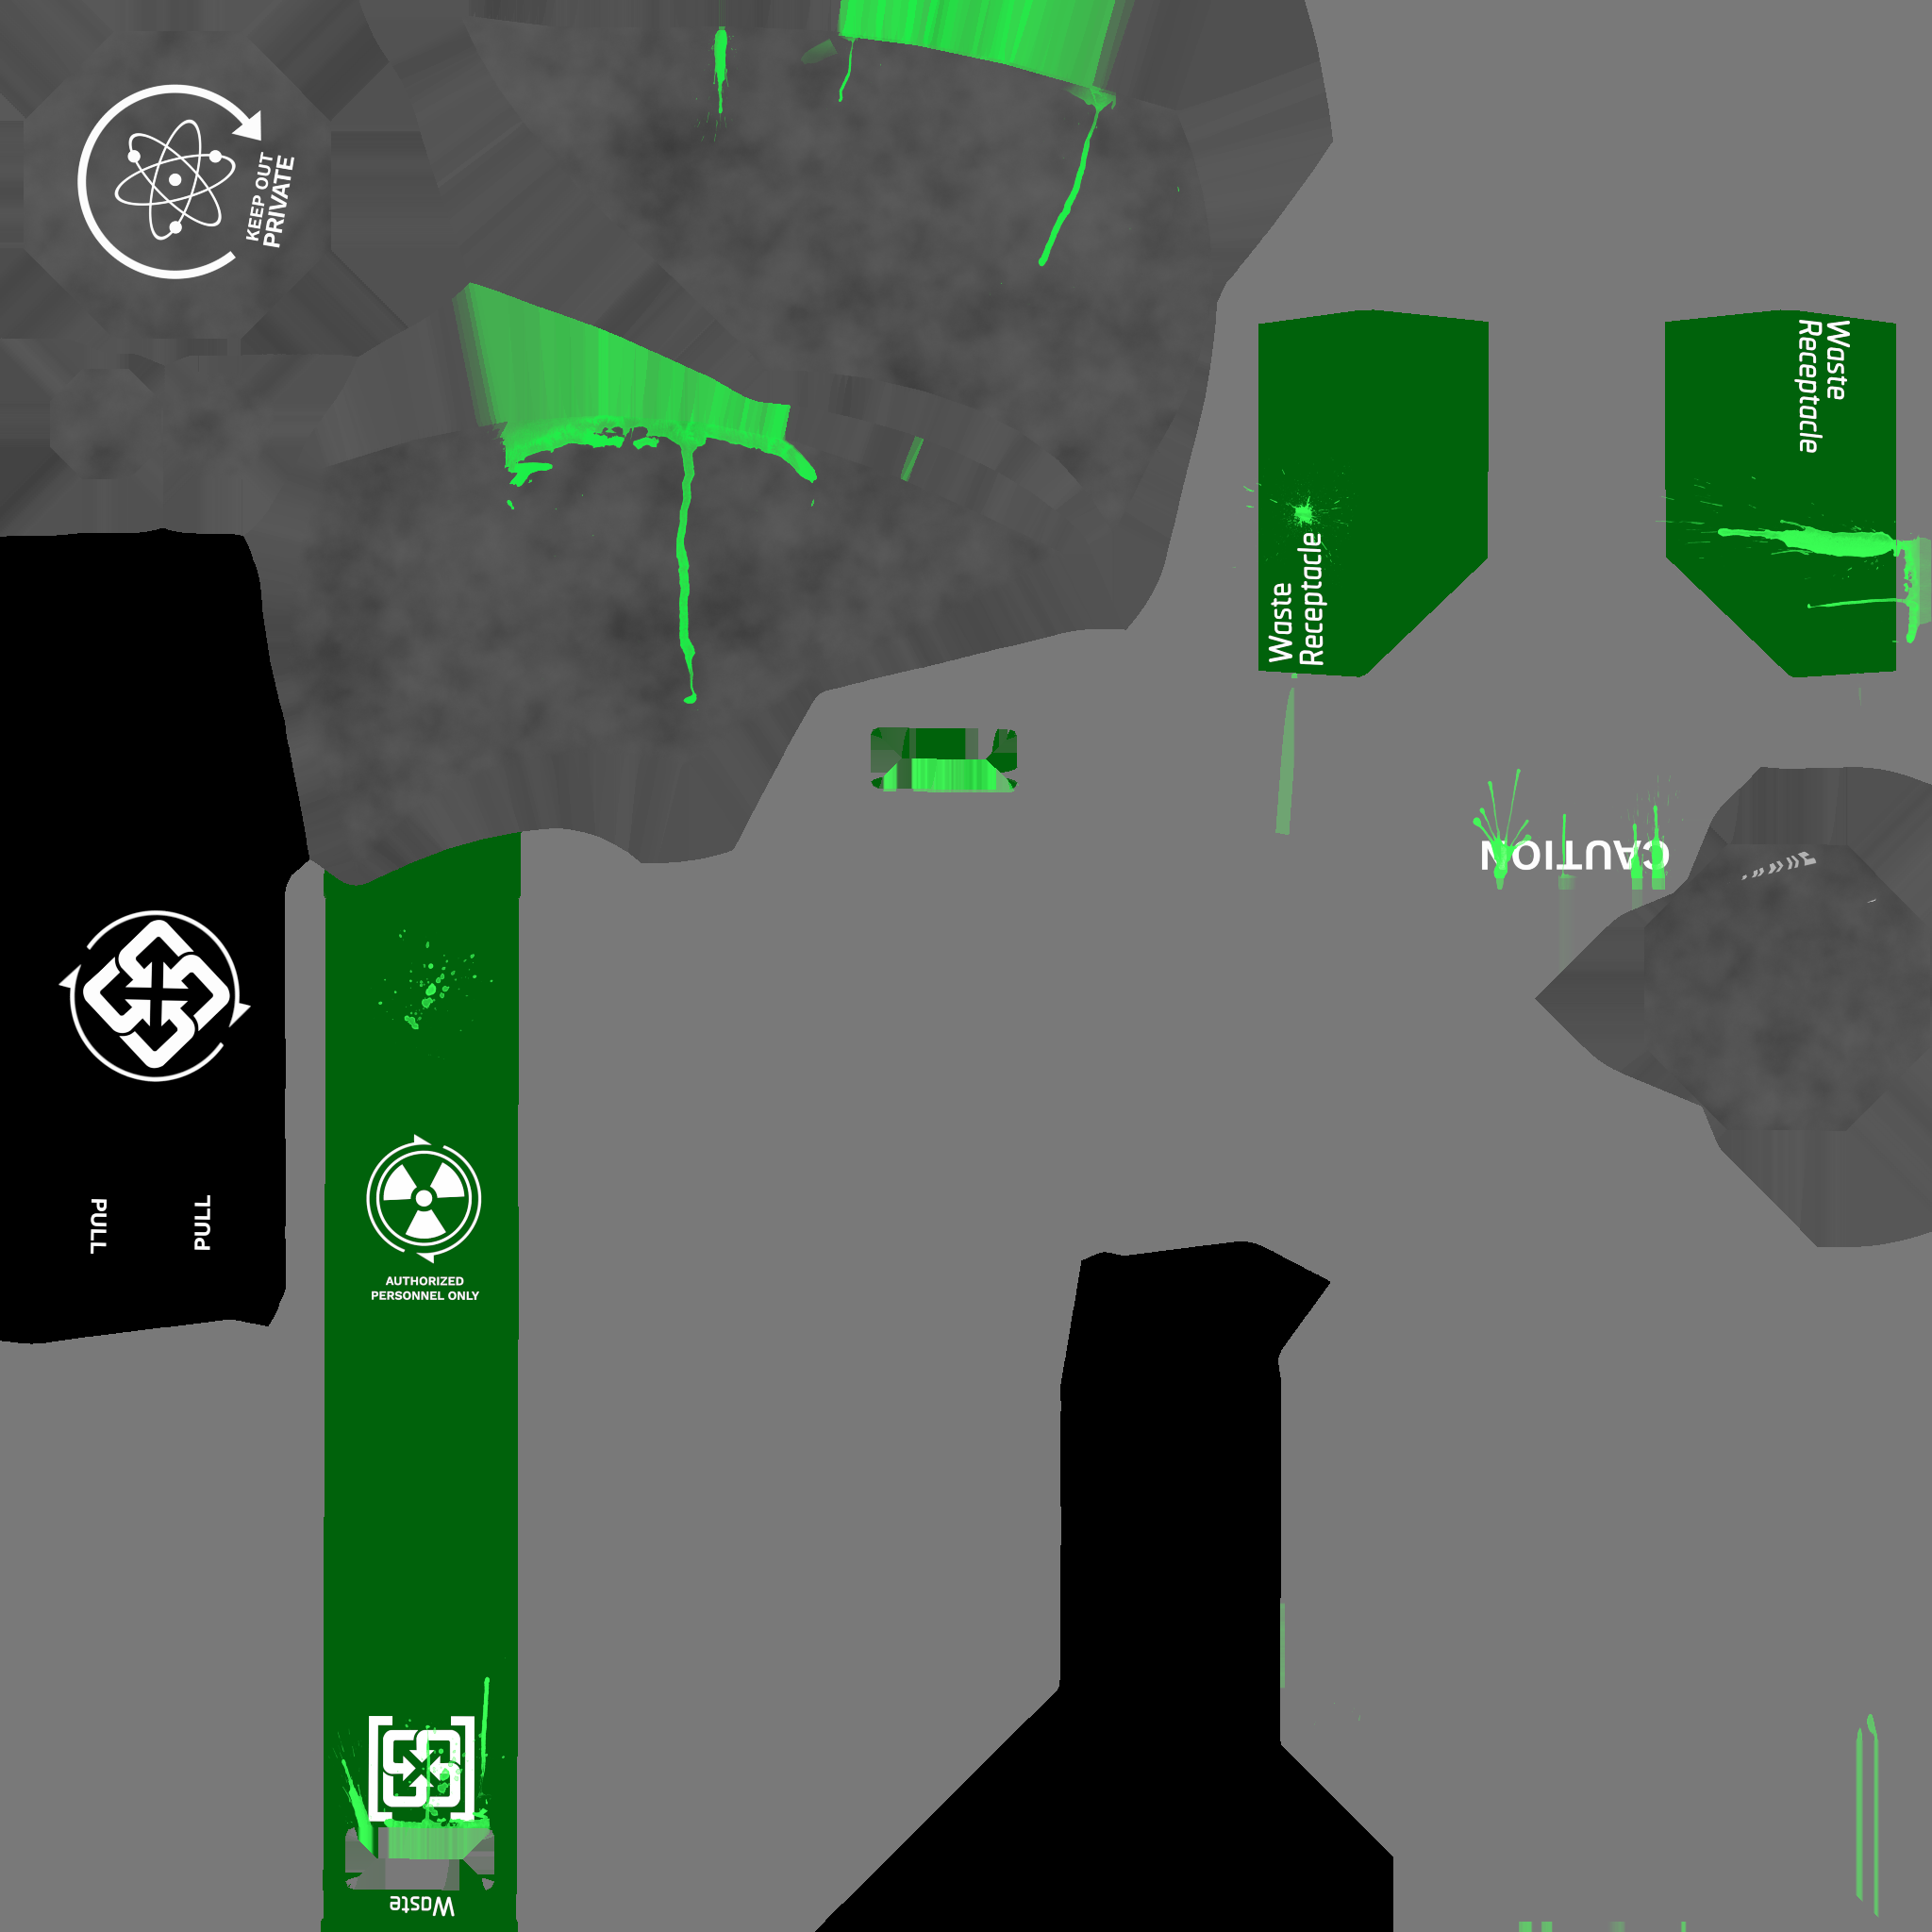 KEEP OUT
PRIVATE
Waste
Receptacle
Waste
Receptacle
CAUTION
PULL
PULL
AUTHORIZED
PERSONNEL ONLY
Waste